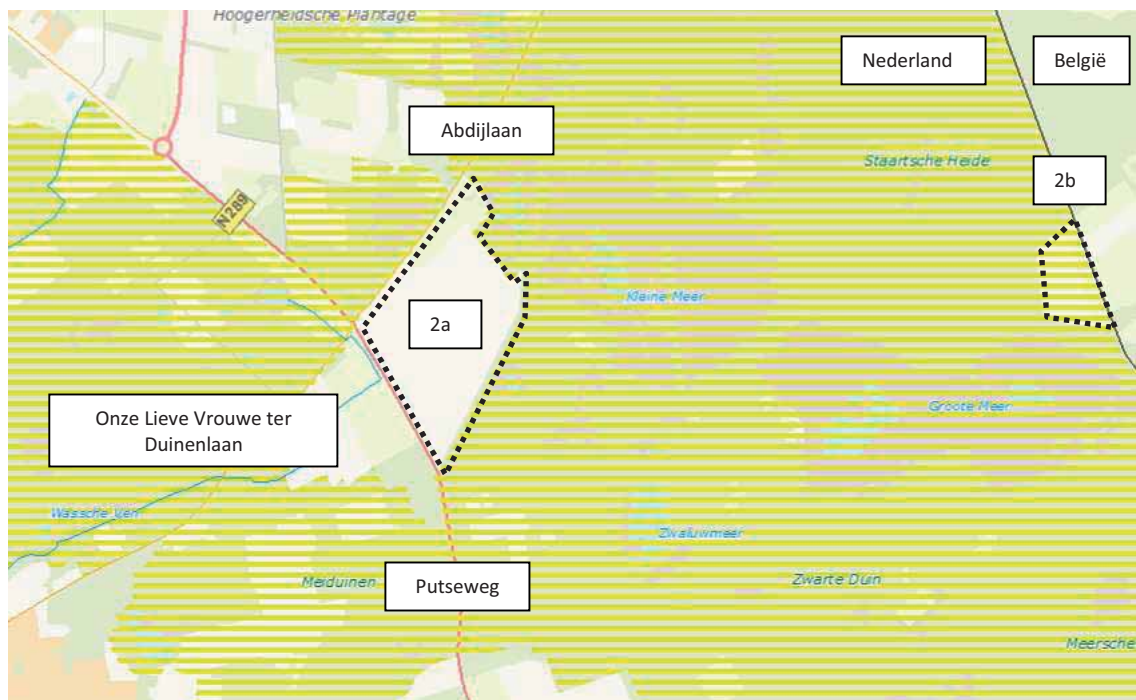 Hoogerheidsche Plantage
Nederland
België
Abdijlaan
Staartsche Heide
2b
N 289
Kleine Meer
2a
Onze Lieve Vrouwe ter
Duinenlaan
Groote Meer
Wassche Ven
Zwaluwmeer
Meiduinen
Putseweg
Zwarte Duin
Meersche